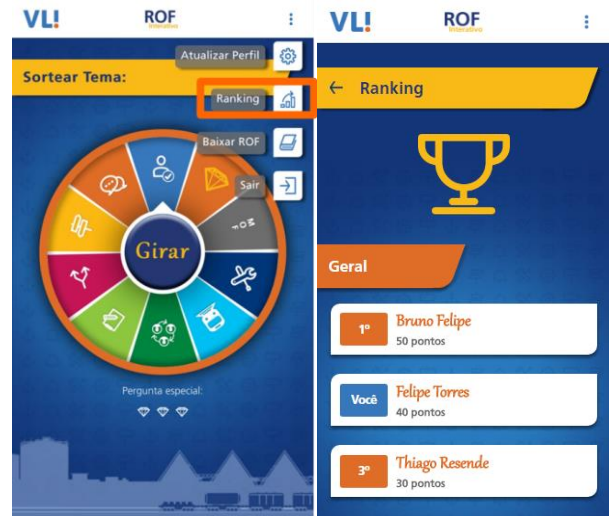 VL!
ROF
Interativo
Atualizar Perfil
Sortear Tema:
Ranking
Baixar ROF
Sair
Girar
Pergunta especial:
VL!
ROF
Interativo
← Ranking
Geral
1º
Bruno Felipe
50 pontos
Você
Felipe Torres
40 pontos
3º
Thiago Resende
30 pontos